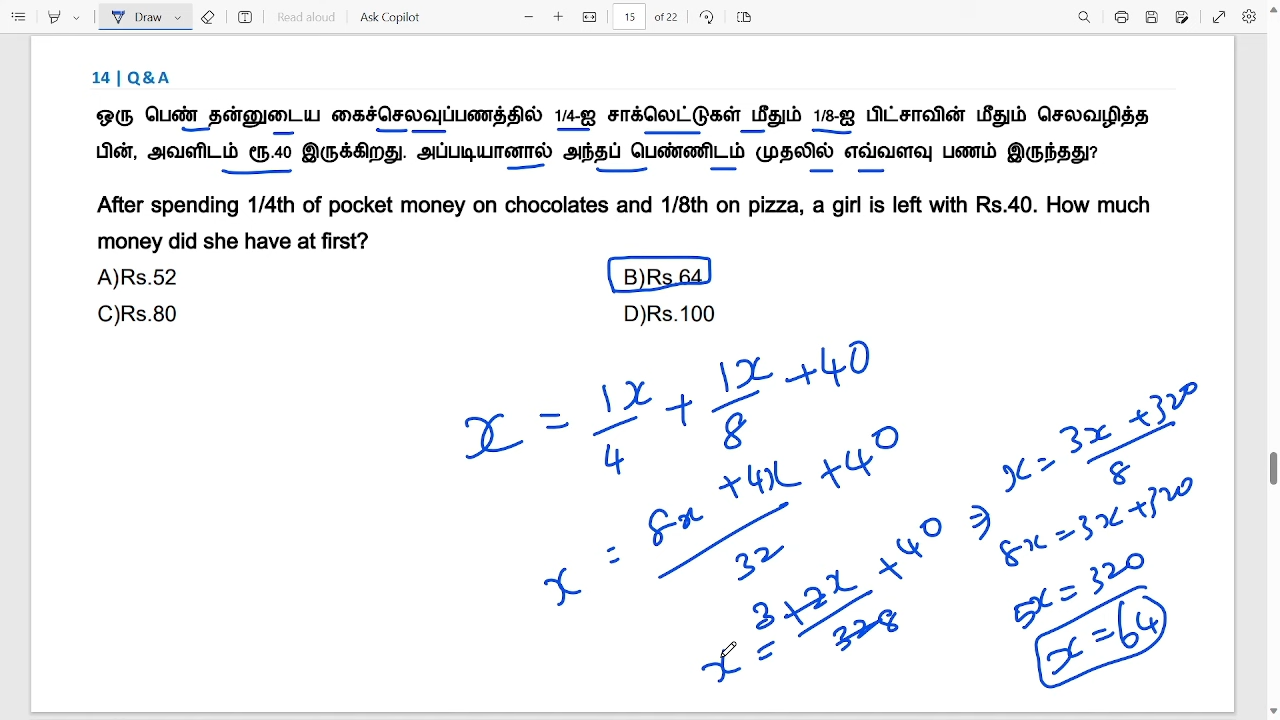 Draw
Read aloud
Ask Copilot
15
of 22
14 | Q&A
ஒரு பெண் தன்னுடைய கைச்செலவுப்பணத்தில் 1/4-ஐ சாக்லெட்டுகள் மீதும் 1/8-ஐ பிட்சாவின் மீதும் செலவழித்த
பின், அவளிடம் ரூ.40 இருக்கிறது. அப்படியானால் அந்தப் பெண்ணிடம் முதலில் எவ்வளவு பணம் இருந்தது?
After spending 1/4th of pocket money on chocolates and 1/8th on pizza, a girl is left with Rs.40. How much
money did she have at first?
A)Rs.52
B)Rs.64
C)Rs.80
D)Rs.100
x = 1x/4 + 1x/8 + 40
x = 8x + 4x/32 + 40
x = 3 12x/32 8 + 40
⇒ x = 3x + 320/8
8x = 3x + 320
5x = 320
x = 64